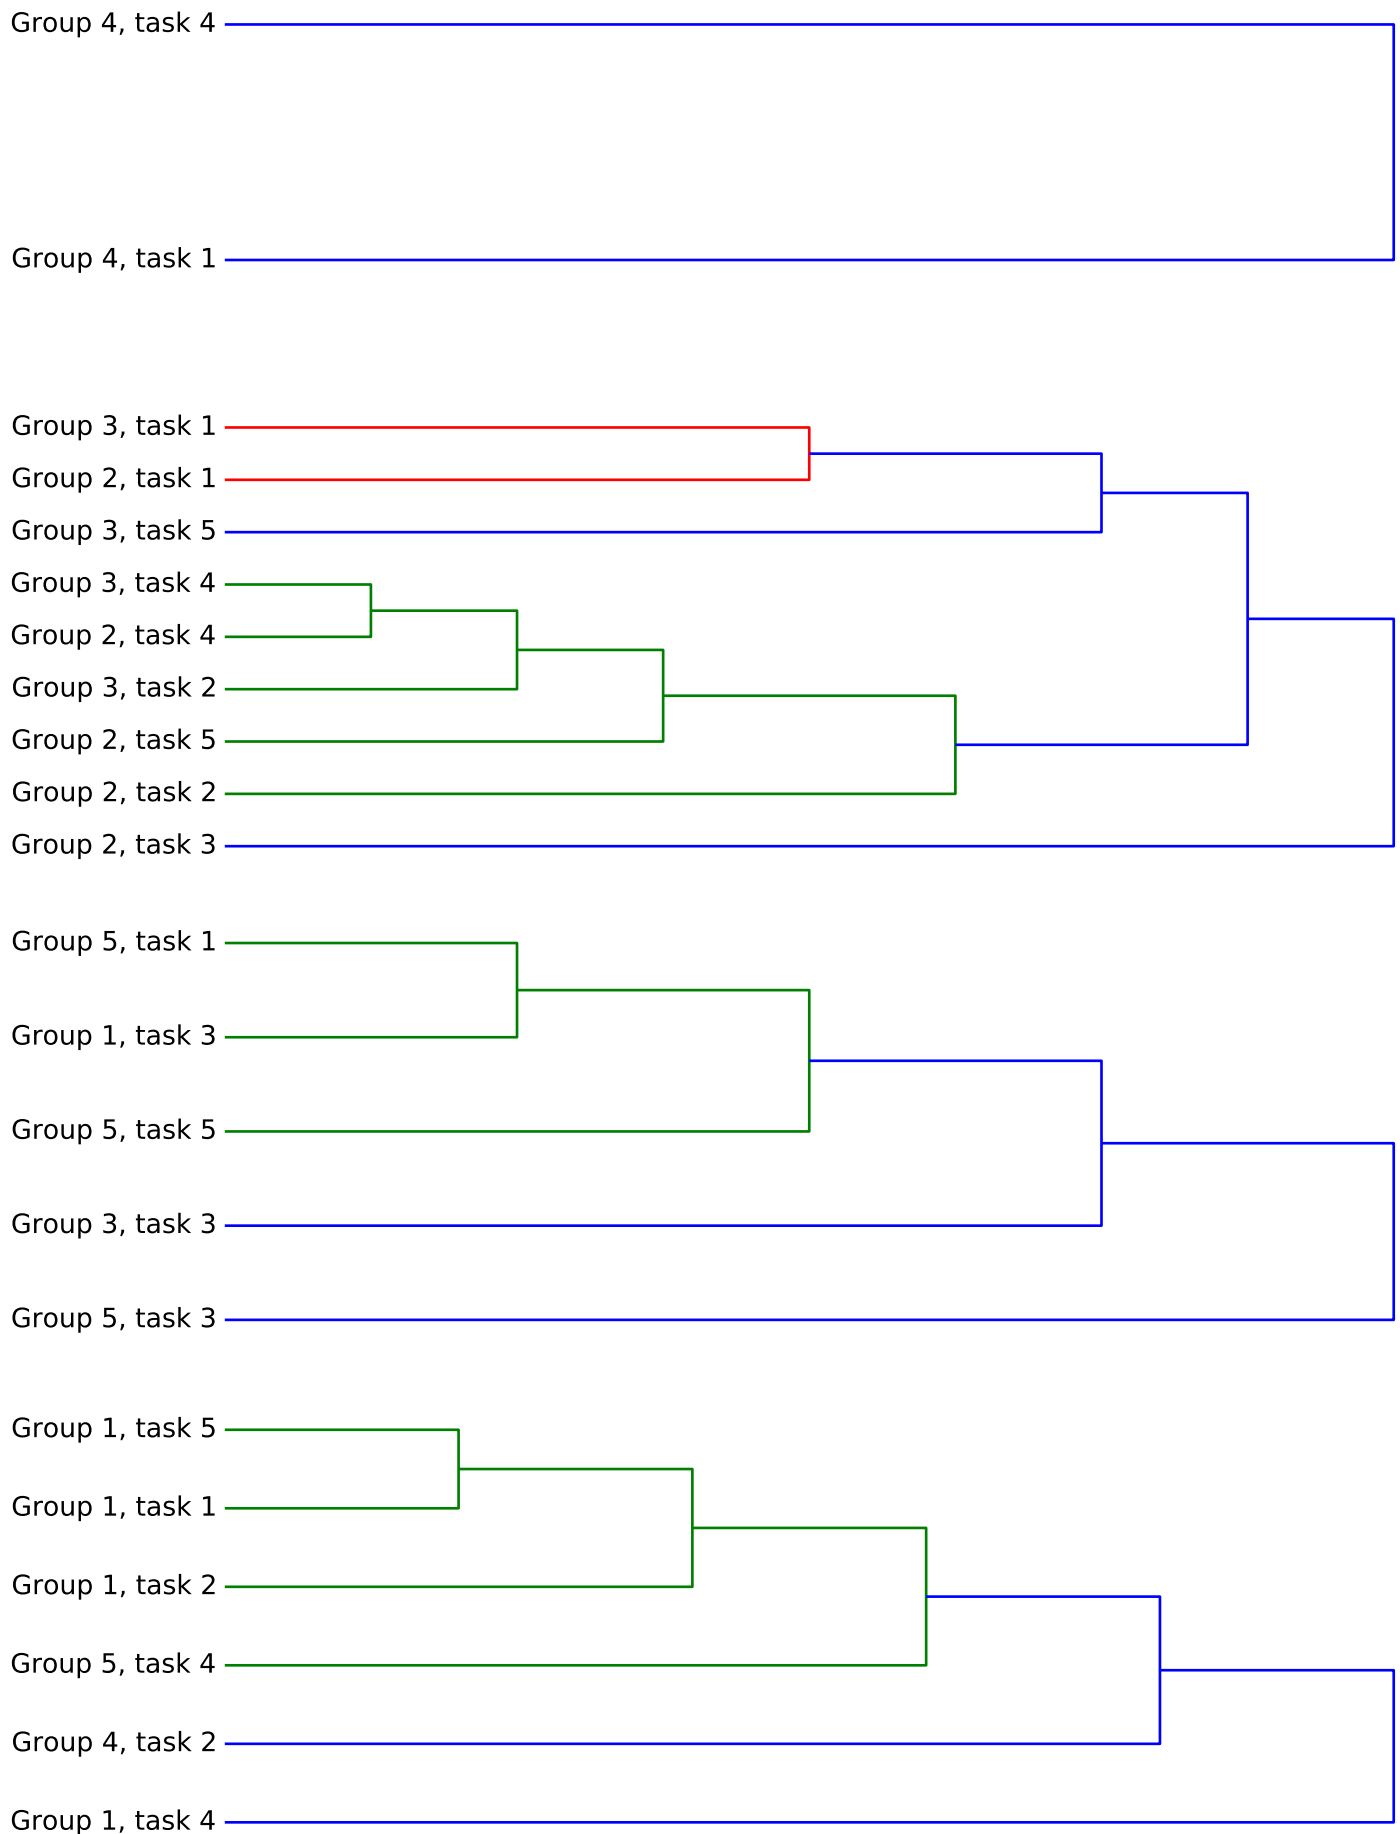 Group 4, task 4
Group 4, task 1
Group 3, task 1
Group 2, task 1
Group 3, task 5
Group 3, task 4
Group 2, task 4
Group 3, task 2
Group 2, task 5
Group 2, task 2
Group 2, task 3
Group 5, task 1
Group 1, task 3
Group 5, task 5
Group 3, task 3
Group 5, task 3
Group 1, task 5
Group 1, task 1
Group 1, task 2
Group 5, task 4
Group 4, task 2
Group 1, task 4